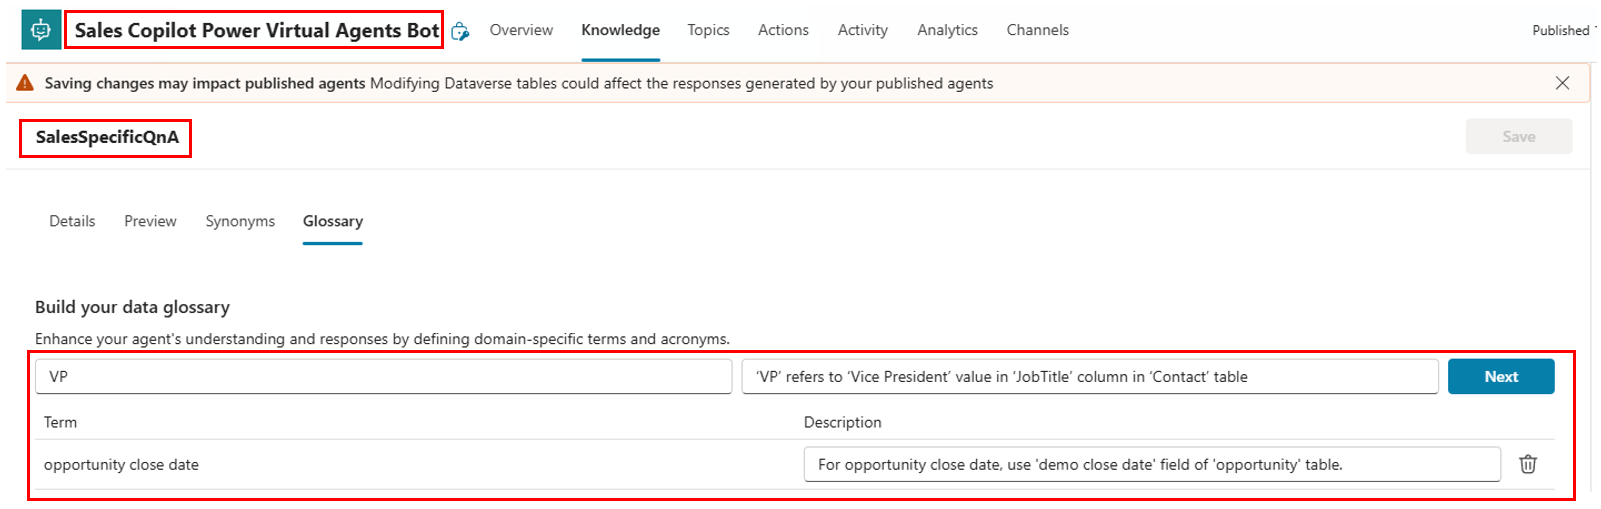 Sales Copilot Power Virtual Agents Bot Overview Knowledge Topics Actions Activity Analytics Channels Published
Saving changes may impact published agents Modifying Dataverse tables could affect the responses generated by your published agents
SalesSpecificQnA Save
Details Preview Synonyms Glossary
Build your data glossary
Enhance your agent's understanding and responses by defining domain-specific terms and acronyms.
VP ‘VP’ refers to ‘Vice President’ value in ‘JobTitle’ column in ‘Contact’ table Next
Term Description
opportunity close date For opportunity close date, use 'demo close date' field of 'opportunity' table.